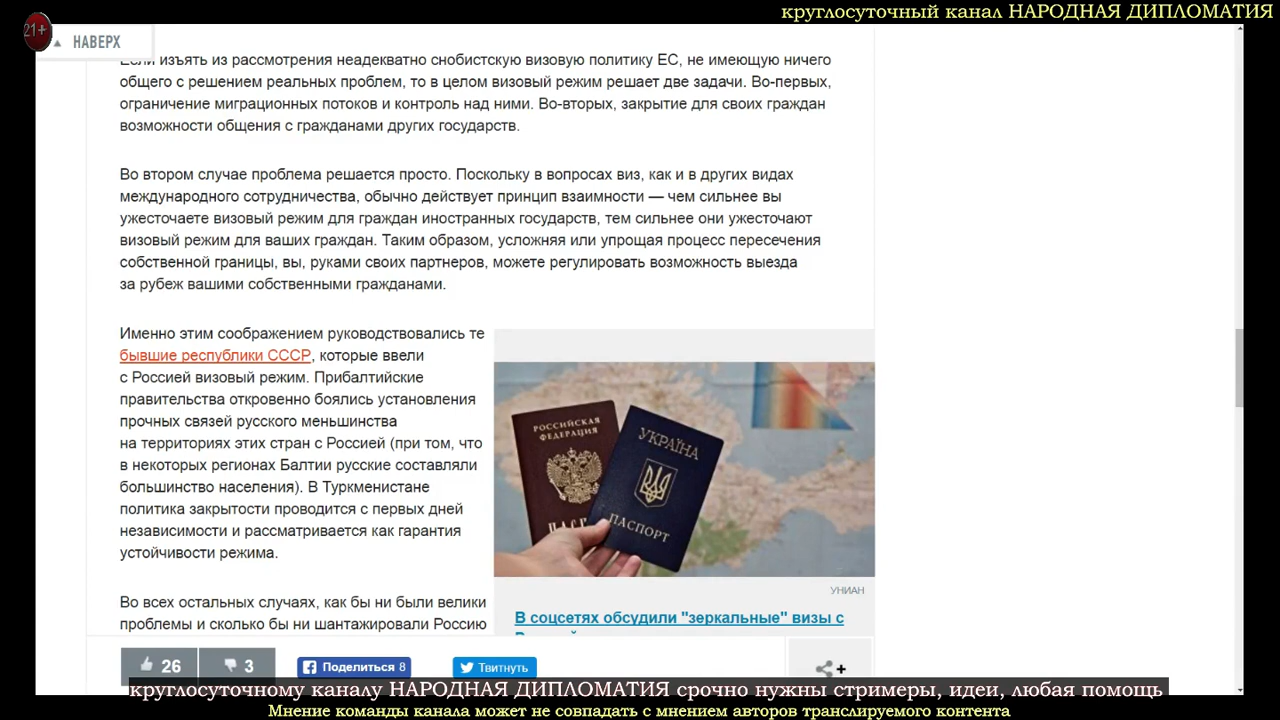 круглосуточный канал НАРОДНАЯ ДИПЛОМАТИЯ
21+
НАВЕРХ
Если изъять из рассмотрения неадекватно снобистскую визовую политику ЕС, не имеющую ничего
общего с решением реальных проблем, то в целом визовый режим решает две задачи. Во-первых,
ограничение миграционных потоков и контроль над ними. Во-вторых, закрытие для своих граждан
возможности общения с гражданами других государств.
Во втором случае проблема решается просто. Поскольку в вопросах виз, как и в других видах
международного сотрудничества, обычно действует принцип взаимности — чем сильнее вы
ужесточаете визовый режим для граждан иностранных государств, тем сильнее они ужесточают
визовый режим для ваших граждан. Таким образом, усложняя или упрощая процесс пересечения
собственной границы, вы, руками своих партнеров, можете регулировать возможность выезда
за рубеж вашими собственными гражданами.
Именно этим соображением руководствовались те
бывшие республики СССР, которые ввели
с Россией визовый режим. Прибалтийские
правительства откровенно боялись установления
прочных связей русского меньшинства
на территориях этих стран с Россией (при том, что
в некоторых регионах Балтии русские составляли
большинство населения). В Туркменистане
политика закрытости проводится с первых дней
независимости и рассматривается как гарантия
устойчивости режима.
Во всех остальных случаях, как бы ни были велики
проблемы и сколько бы ни шантажировали Россию
РОССИЙСКАЯ
ФЕДЕРАЦИЯ
УКРАЇНА
ПАСПОРТ
УНИАН
В соцсетях обсудили "зеркальные" визы с
26
3
Поделиться 8
Твитнуть
круглосуточному каналу НАРОДНАЯ ДИПЛОМАТИЯ срочно нужны стримеры, идеи, любая помощь
Мнение команды канала может не совпадать с мнением авторов транслируемого контента